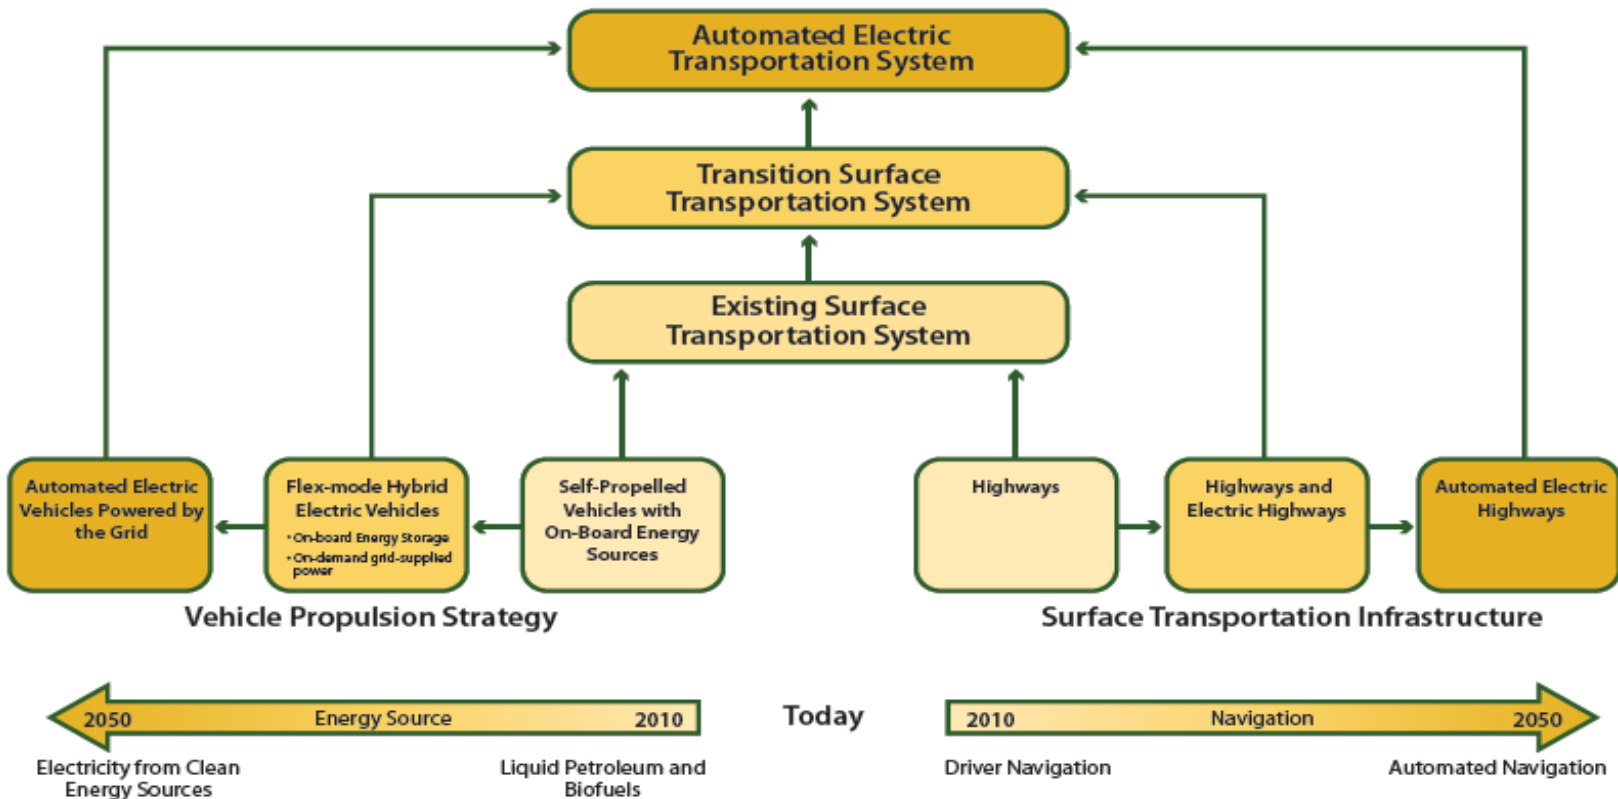 Automated Electric
Transportation System
Transition Surface
Transportation System
Existing Surface
Transportation System
Automated Electric
Vehicles Powered by
the Grid
Flex-mode Hybrid
Electric Vehicles
• On-board Energy Storage
• On-demand grid-supplied
power
Self-Propelled
Vehicles with
On-Board Energy
Sources
Highways
Highways and
Electric Highways
Automated Electric
Highways
Vehicle Propulsion Strategy
Surface Transportation Infrastructure
2050 Energy Source 2010
Today
2010 Navigation 2050
Electricity from Clean
Energy Sources
Liquid Petroleum and
Biofuels
Driver Navigation
Automated Navigation